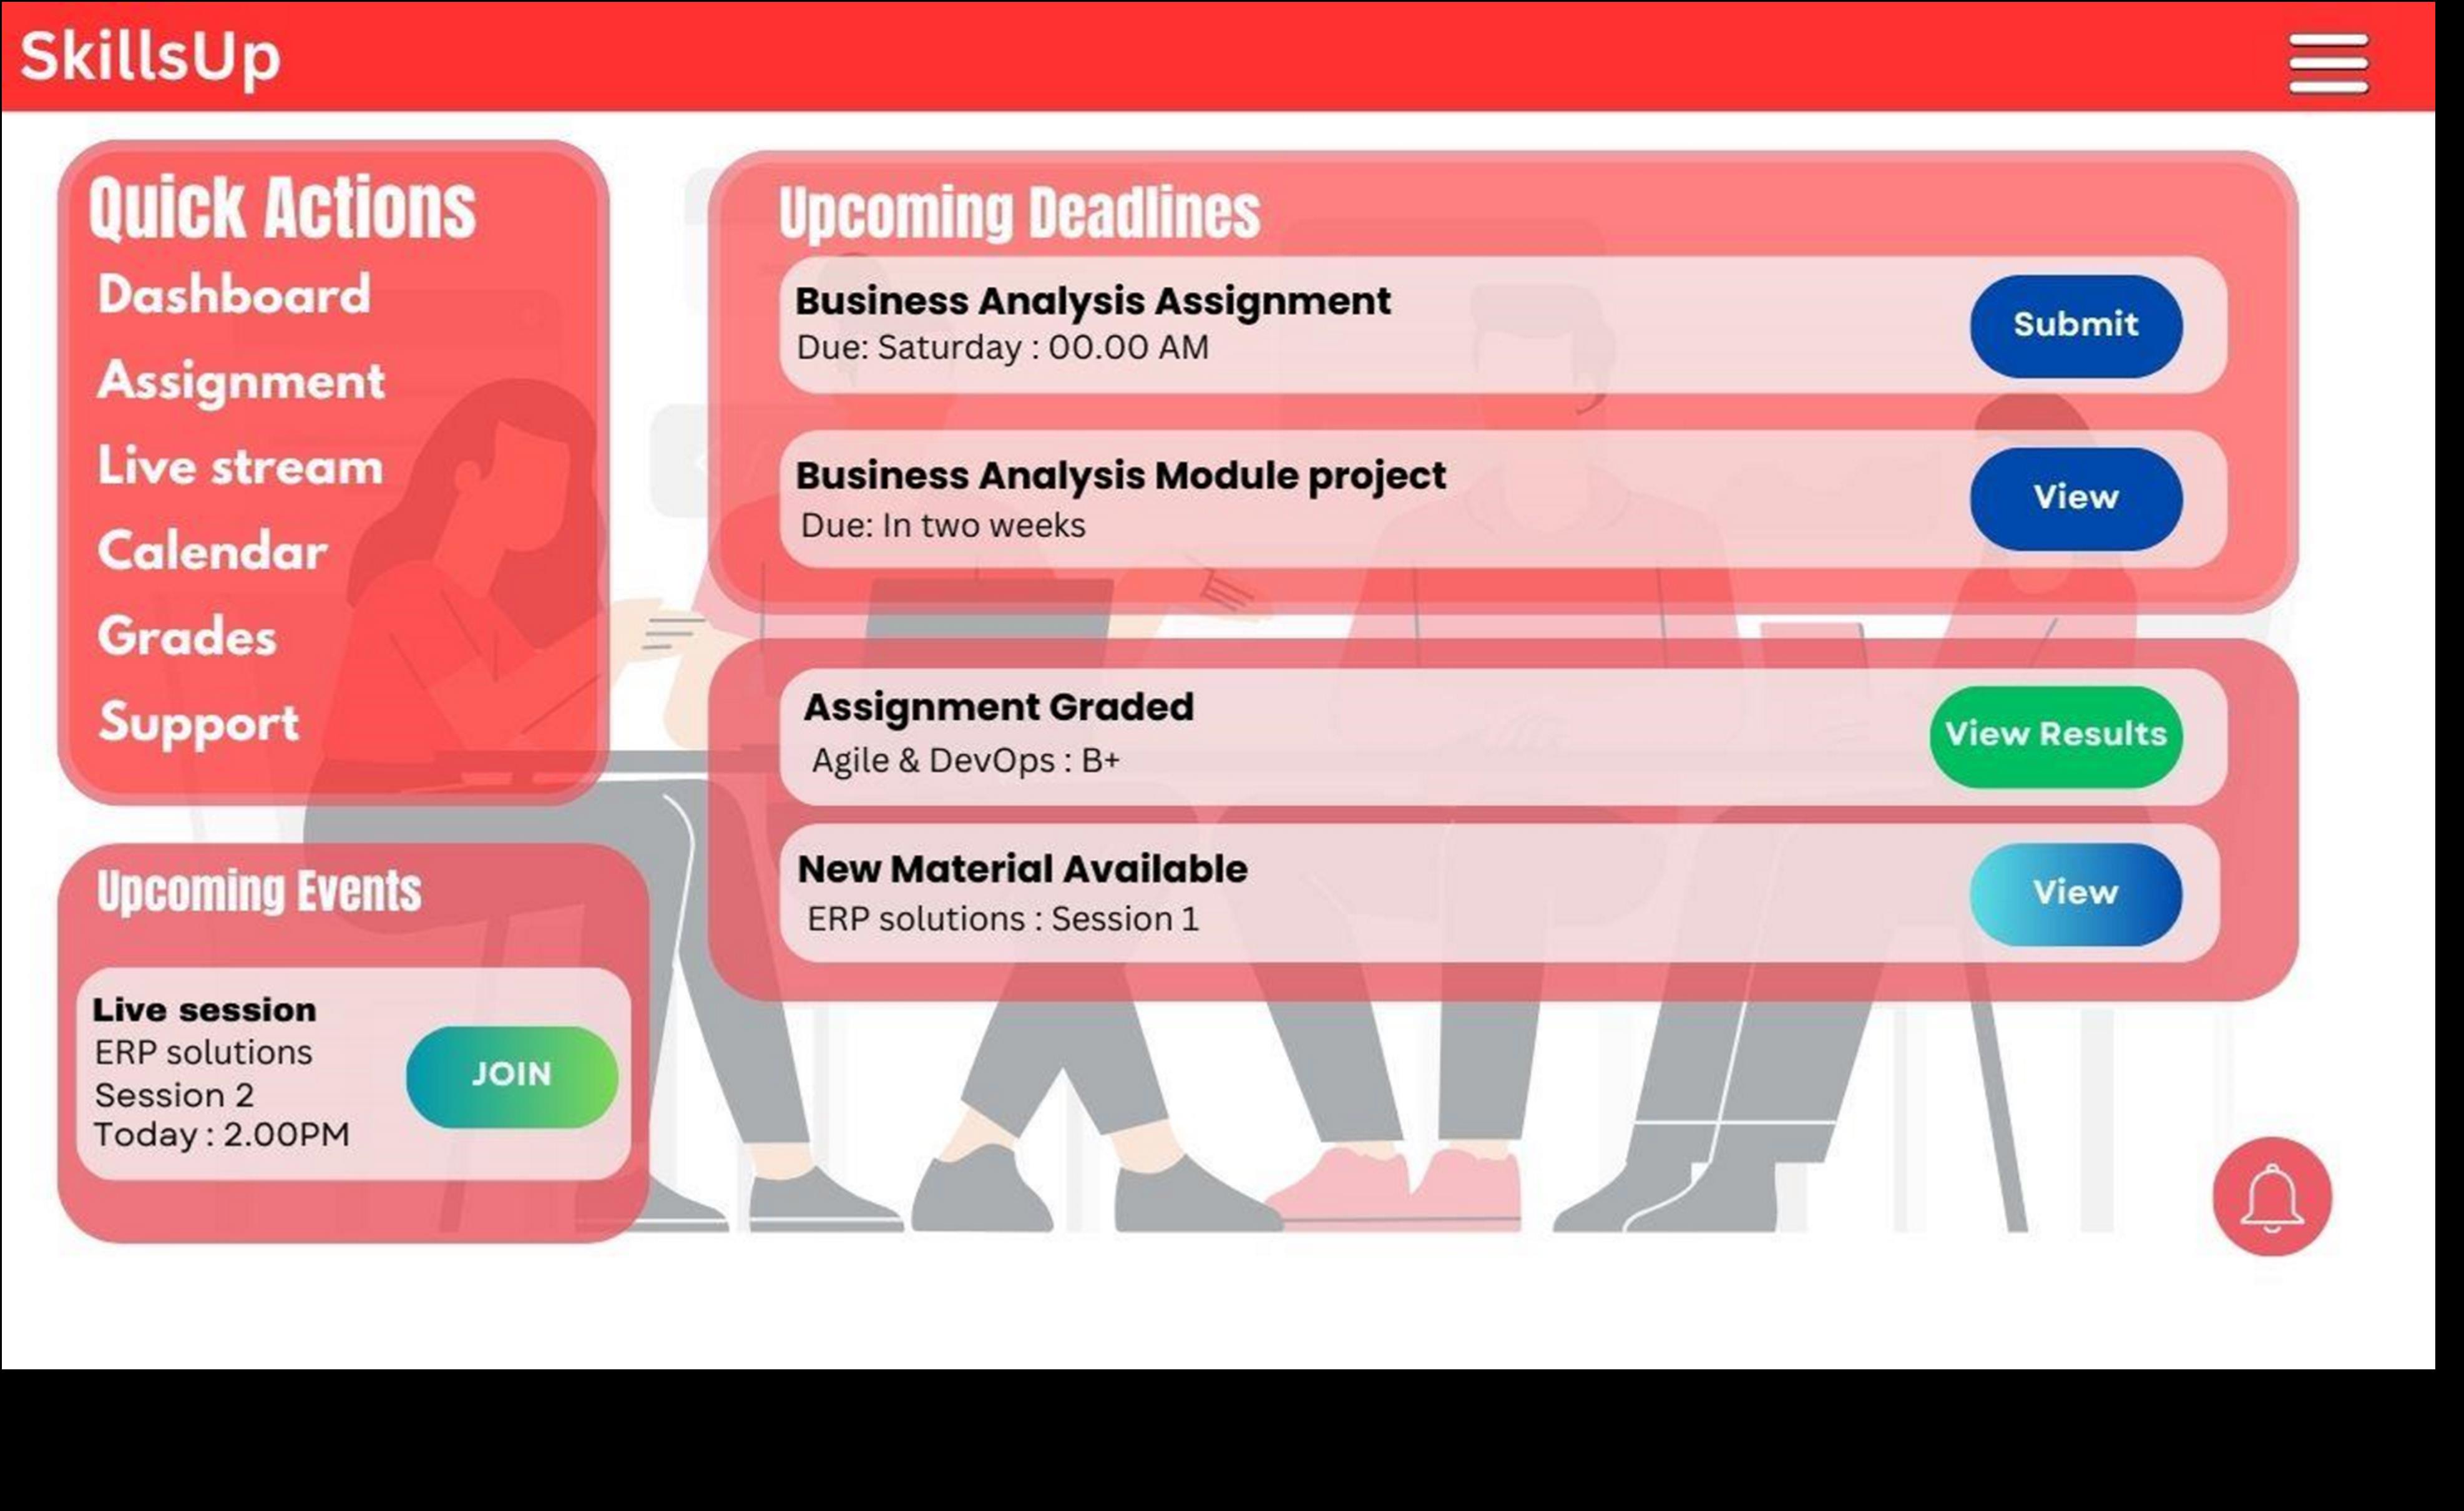 SkillsUp
Quick Actions
Dashboard
Assignment
Live stream
Calendar
Grades
Support
Upcoming Events
Live session
ERP solutions
Session 2
Today : 2.00PM
JOIN
Upcoming Deadlines
Business Analysis Assignment
Due: Saturday : 00.00 AM
Submit
Business Analysis Module project
Due: In two weeks
View
Assignment Graded
Agile & DevOps : B+
View Results
New Material Available
ERP solutions : Session 1
View